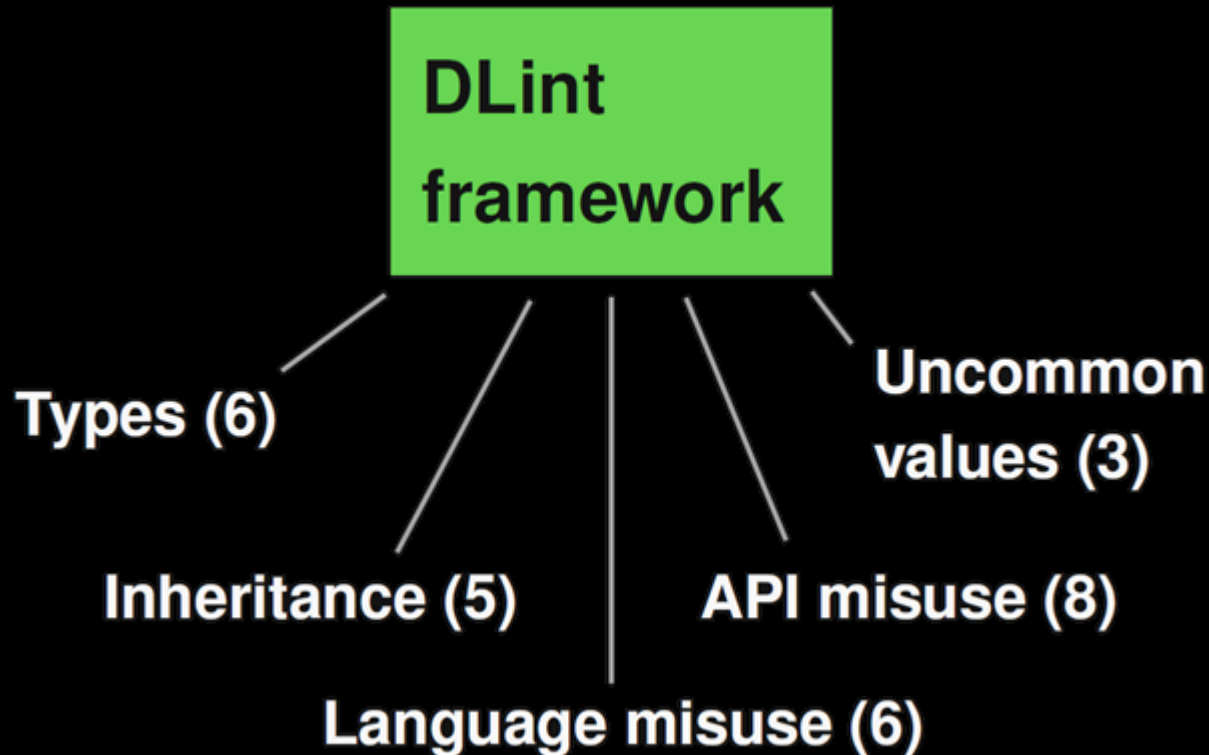 DLint
framework
Types (6)
Inheritance (5)
Language misuse (6)
API misuse (8)
Uncommon
values (3)